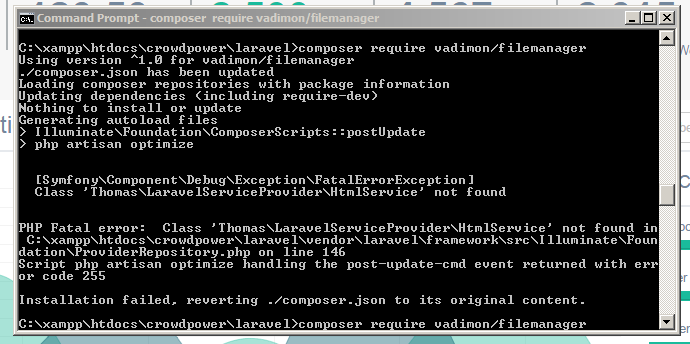 Command Prompt - composer require vadimon/filemanager
C:\xampp\htdocs\crowdpower\laravel>composer require vadimon/filemanager
Using version ^1.0 for vadimon/filemanager
./composer.json has been updated
Loading composer repositories with package information
Updating dependencies (including require-dev)
Nothing to install or update
Generating autoload files
> Illuminate\Foundation\ComposerScripts::postUpdate
> php artisan optimize
[Symfony\Component\Debug\Exception\FatalErrorException]
Class 'Thomas\LaravelServiceProvider\HtmlService' not found
PHP Fatal error:  Class 'Thomas\LaravelServiceProvider\HtmlService' not found in
C:\xampp\htdocs\crowdpower\laravel\vendor\laravel\framework\src\Illuminate\Foun
dation\ProviderRepository.php on line 146
Script php artisan optimize handling the post-update-cmd event returned with err
or code 255
Installation failed, reverting ./composer.json to its original content.
C:\xampp\htdocs\crowdpower\laravel>composer require vadimon/filemanager